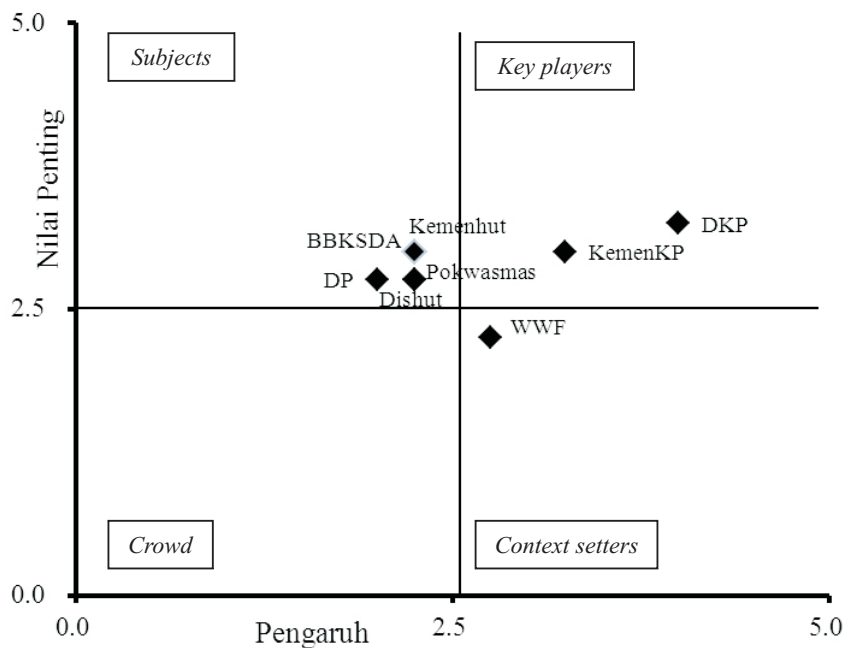 5.0
Subjects
Key players
Nilai Penting
Kemenhut
BBKSDA
DKP
KemenKP
DP
Pokwasmas
Dishut
2.5
WWF
Crowd
Context setters
0.0
0.0
Pengaruh
2.5
5.0